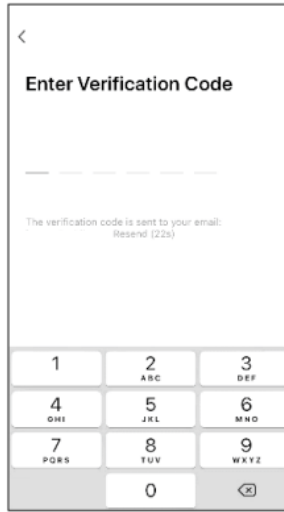 Enter Verification Code
The verification code is sent to your email:
Resend (22s)
1
2
ABC
3
DEF
4
GHI
5
JKL
6
MNO
7
PQRS
8
TUV
9
WXYZ
0